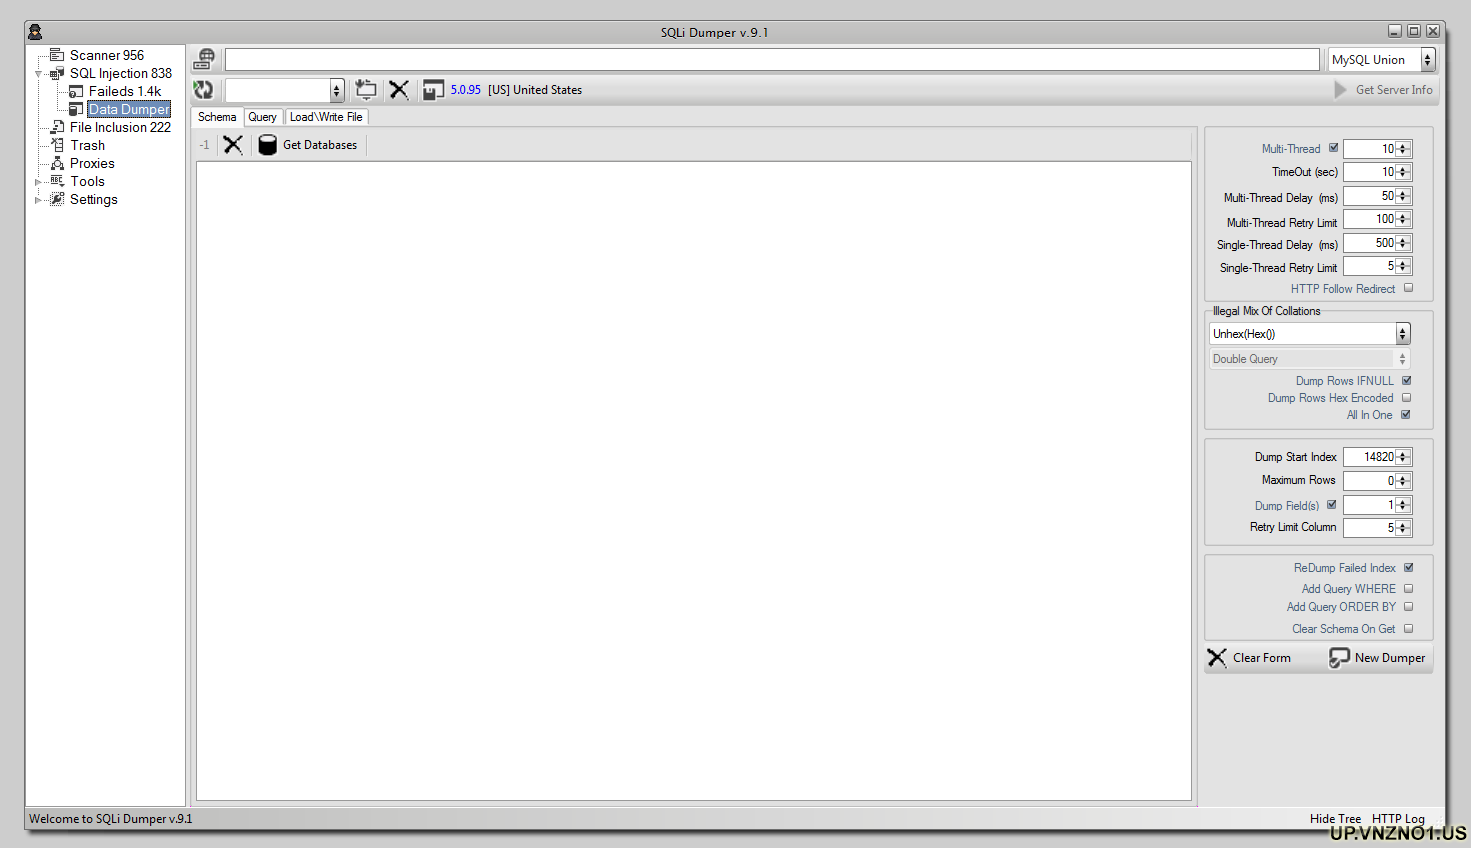 SQLi Dumper v.9.1
Scanner 956
SQL Injection 838
Faileds 1.4k
Data Dumper
File Inclusion 222
Trash
Proxies
Tools
Settings
MySQL Union
5.0.95 [US] United States
Get Server Info
Schema Query Load\Write File
-1 Get Databases
Multi-Thread 10
TimeOut (sec) 10
Multi-Thread Delay (ms) 50
Multi-Thread Retry Limit 100
Single-Thread Delay (ms) 500
Single-Thread Retry Limit 5
HTTP Follow Redirect
Illegal Mix Of Collations
Unhex(Hex())
Double Query
Dump Rows IFNULL
Dump Rows Hex Encoded
All In One
Dump Start Index 14820
Maximum Rows 0
Dump Field(s) 1
Retry Limit Column 5
ReDump Failed Index
Add Query WHERE
Add Query ORDER BY
Clear Schema On Get
Clear Form New Dumper
Welcome to SQLi Dumper v.9.1
Hide Tree HTTP Log
UP.VNZNO1.US